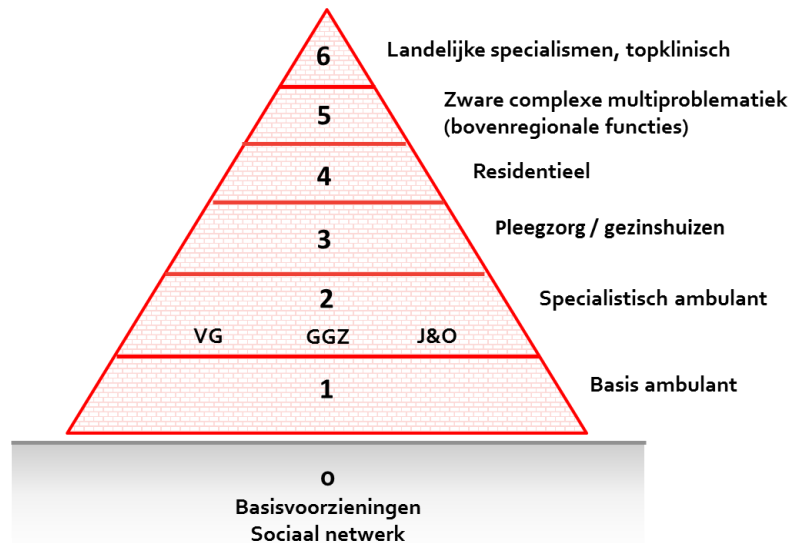 6
Landelijke specialismen, topklinisch
5
Zware complexe multiproblematiek
(bovenregionale functies)
4
Residentieel
3
Pleegzorg / gezinshuizen
2
Specialistisch ambulant
VG GGZ J&O
1
Basis ambulant
0
Basisvoorzieningen
Sociaal netwerk